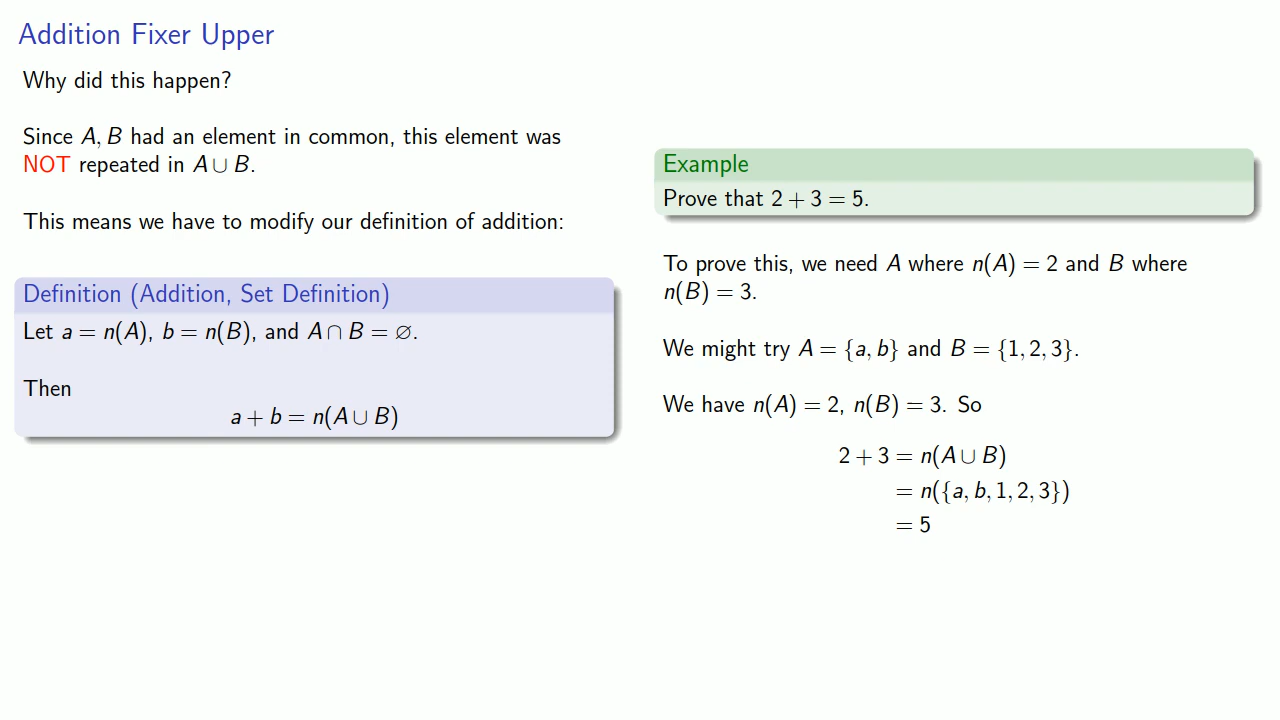 Addition Fixer Upper
Why did this happen?
Since A, B had an element in common, this element was
NOT repeated in A ∪ B.
This means we have to modify our definition of addition:
Definition (Addition, Set Definition)
Let a = n(A), b = n(B), and A ∩ B = ∅.
Then
a + b = n(A ∪ B)
Example
Prove that 2 + 3 = 5.
To prove this, we need A where n(A) = 2 and B where
n(B) = 3.
We might try A = {a, b} and B = {1, 2, 3}.
We have n(A) = 2, n(B) = 3. So
2 + 3 = n(A ∪ B)
= n({a, b, 1, 2, 3})
= 5